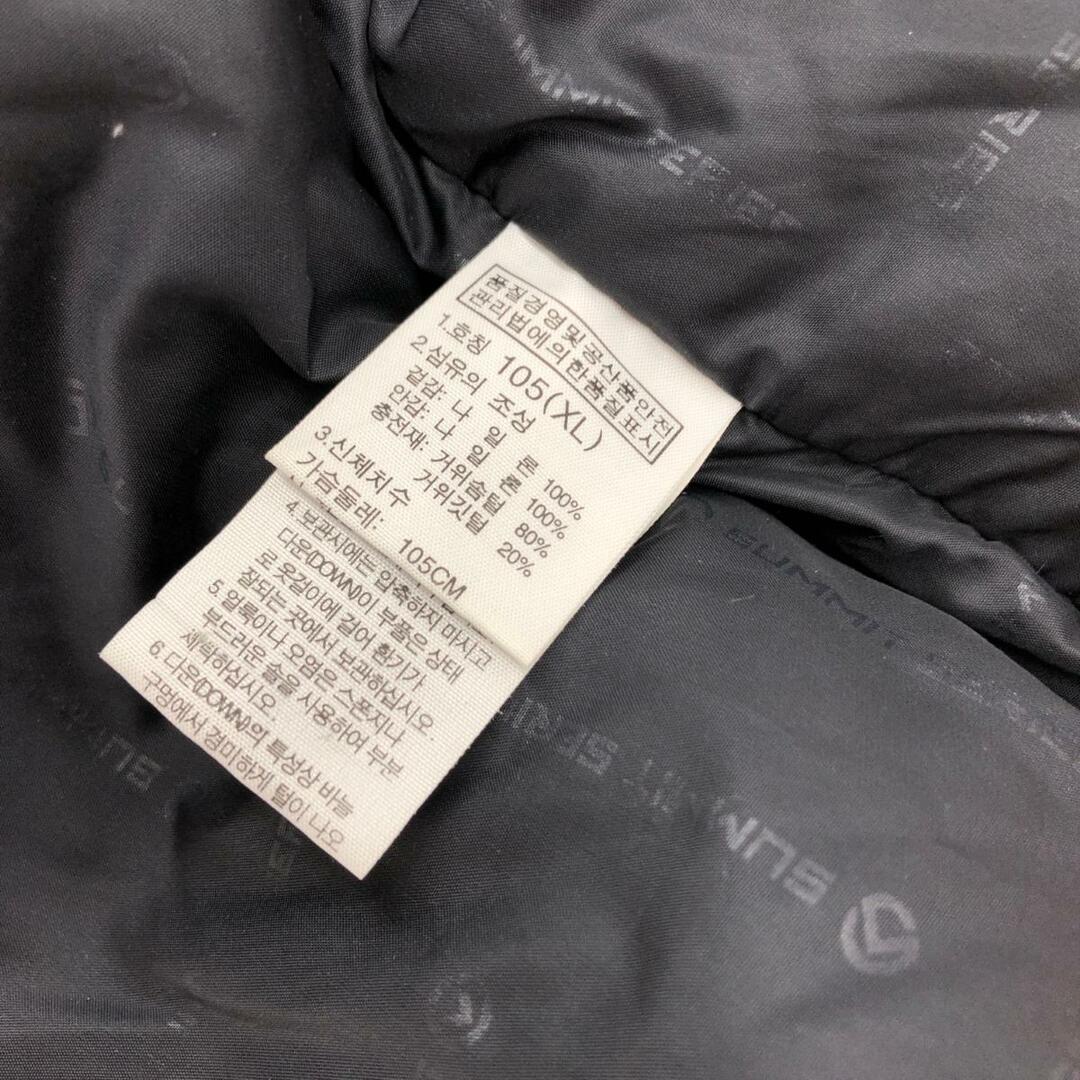 품질경영및공산품안전
관리법에의한품질표시
1.호칭 105(XL)
2.섬유의 조성
겉감: 나 일 론 100%
안감: 나 일 론 100%
충전재: 거위솜털 80%
거위깃털 20%
3.신체치수
가슴둘레: 105CM
4.보관시에는 압축하지 마시고
다운(DOWN)이 부품은 상태
로 옷걸이에 걸어 환기가
잘되는 곳에서 보관하십시오.
5.얼룩이나 오염은 스폰지나
부드러운 솔을 사용하여 부분
세탁하십시오.
6.다운(DOWN)의 특성상 바늘
구멍에서 경미하게 털이 나오
SUMMIT SERIES
SUMMIT